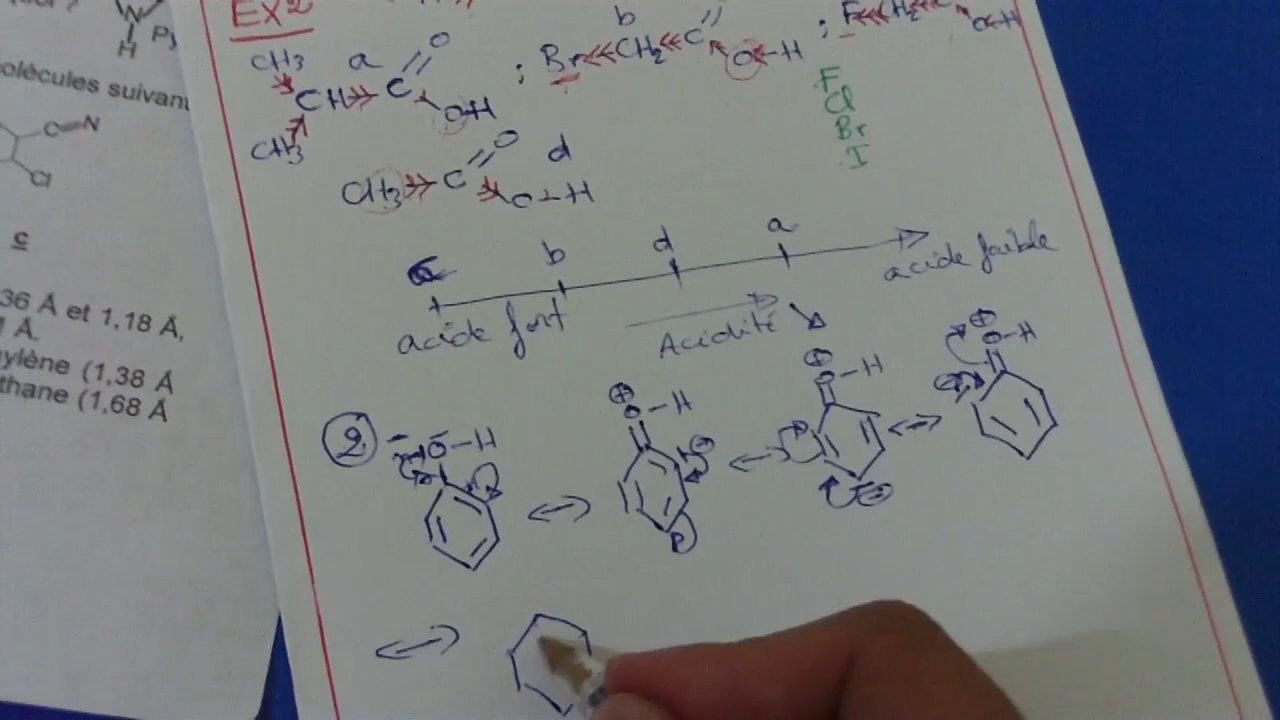 EX2
N
H
P)
olécules suivan
C≡N
Cl
c
36 Å et 1,18 Å,
Å.
ylène (1,38 Å
thane (1,68 Å
CH3 a O
CH C
OH
CH3
; Br CH2 C O-H
b
; F CH2 C
O-H
F
Cl
Br
I
CH3 C O d
O-H
c b d a
acide fort acide faible
Acidité
2 - O-H
⊕ O-H
⊖
⊕ O-H
⊖
⊕ O-H
⊖